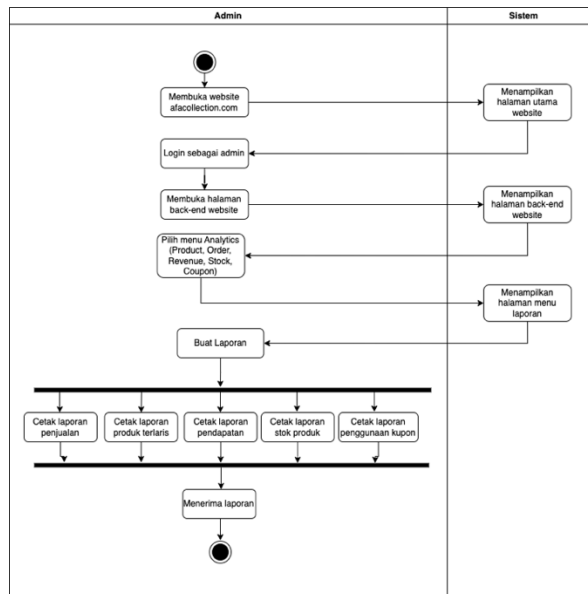 Admin
Sistem
Membuka website
afacollection.com
Menampilkan
halaman utama
website
Login sebagai admin
Membuka halaman
back-end website
Menampilkan
halaman back-end
website
Pilih menu Analytics
(Product, Order,
Revenue, Stock,
Coupon)
Menampilkan
halaman menu
laporan
Buat Laporan
Cetak laporan
penjualan
Cetak laporan
produk terlaris
Cetak laporan
pendapatan
Cetak laporan
stok produk
Cetak laporan
penggunaan kupon
Menerima laporan